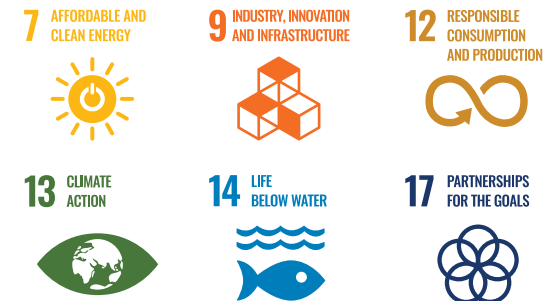 7 AFFORDABLE AND
CLEAN ENERGY
9 INDUSTRY, INNOVATION
AND INFRASTRUCTURE
12 RESPONSIBLE
CONSUMPTION
AND PRODUCTION
13 CLIMATE
ACTION
14 LIFE
BELOW WATER
17 PARTNERSHIPS
FOR THE GOALS